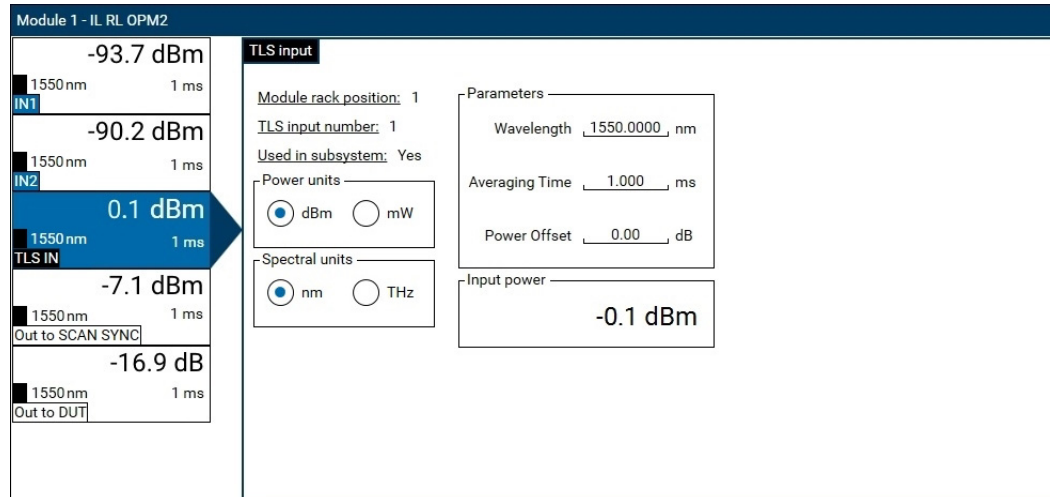 Module 1 - IL RL OPM2
-93.7 dBm
1550 nm 1 ms
IN1
-90.2 dBm
1550 nm 1 ms
IN2
0.1 dBm
1550 nm 1 ms
TLS IN
-7.1 dBm
1550 nm 1 ms
Out to SCAN SYNC
-16.9 dB
1550 nm 1 ms
Out to DUT
TLS input
Module rack position: 1
TLS input number: 1
Used in subsystem: Yes
Power units
dBm mW
Spectral units
nm THz
Parameters
Wavelength 1550.0000 nm
Averaging Time 1.000 ms
Power Offset 0.00 dB
Input power
-0.1 dBm